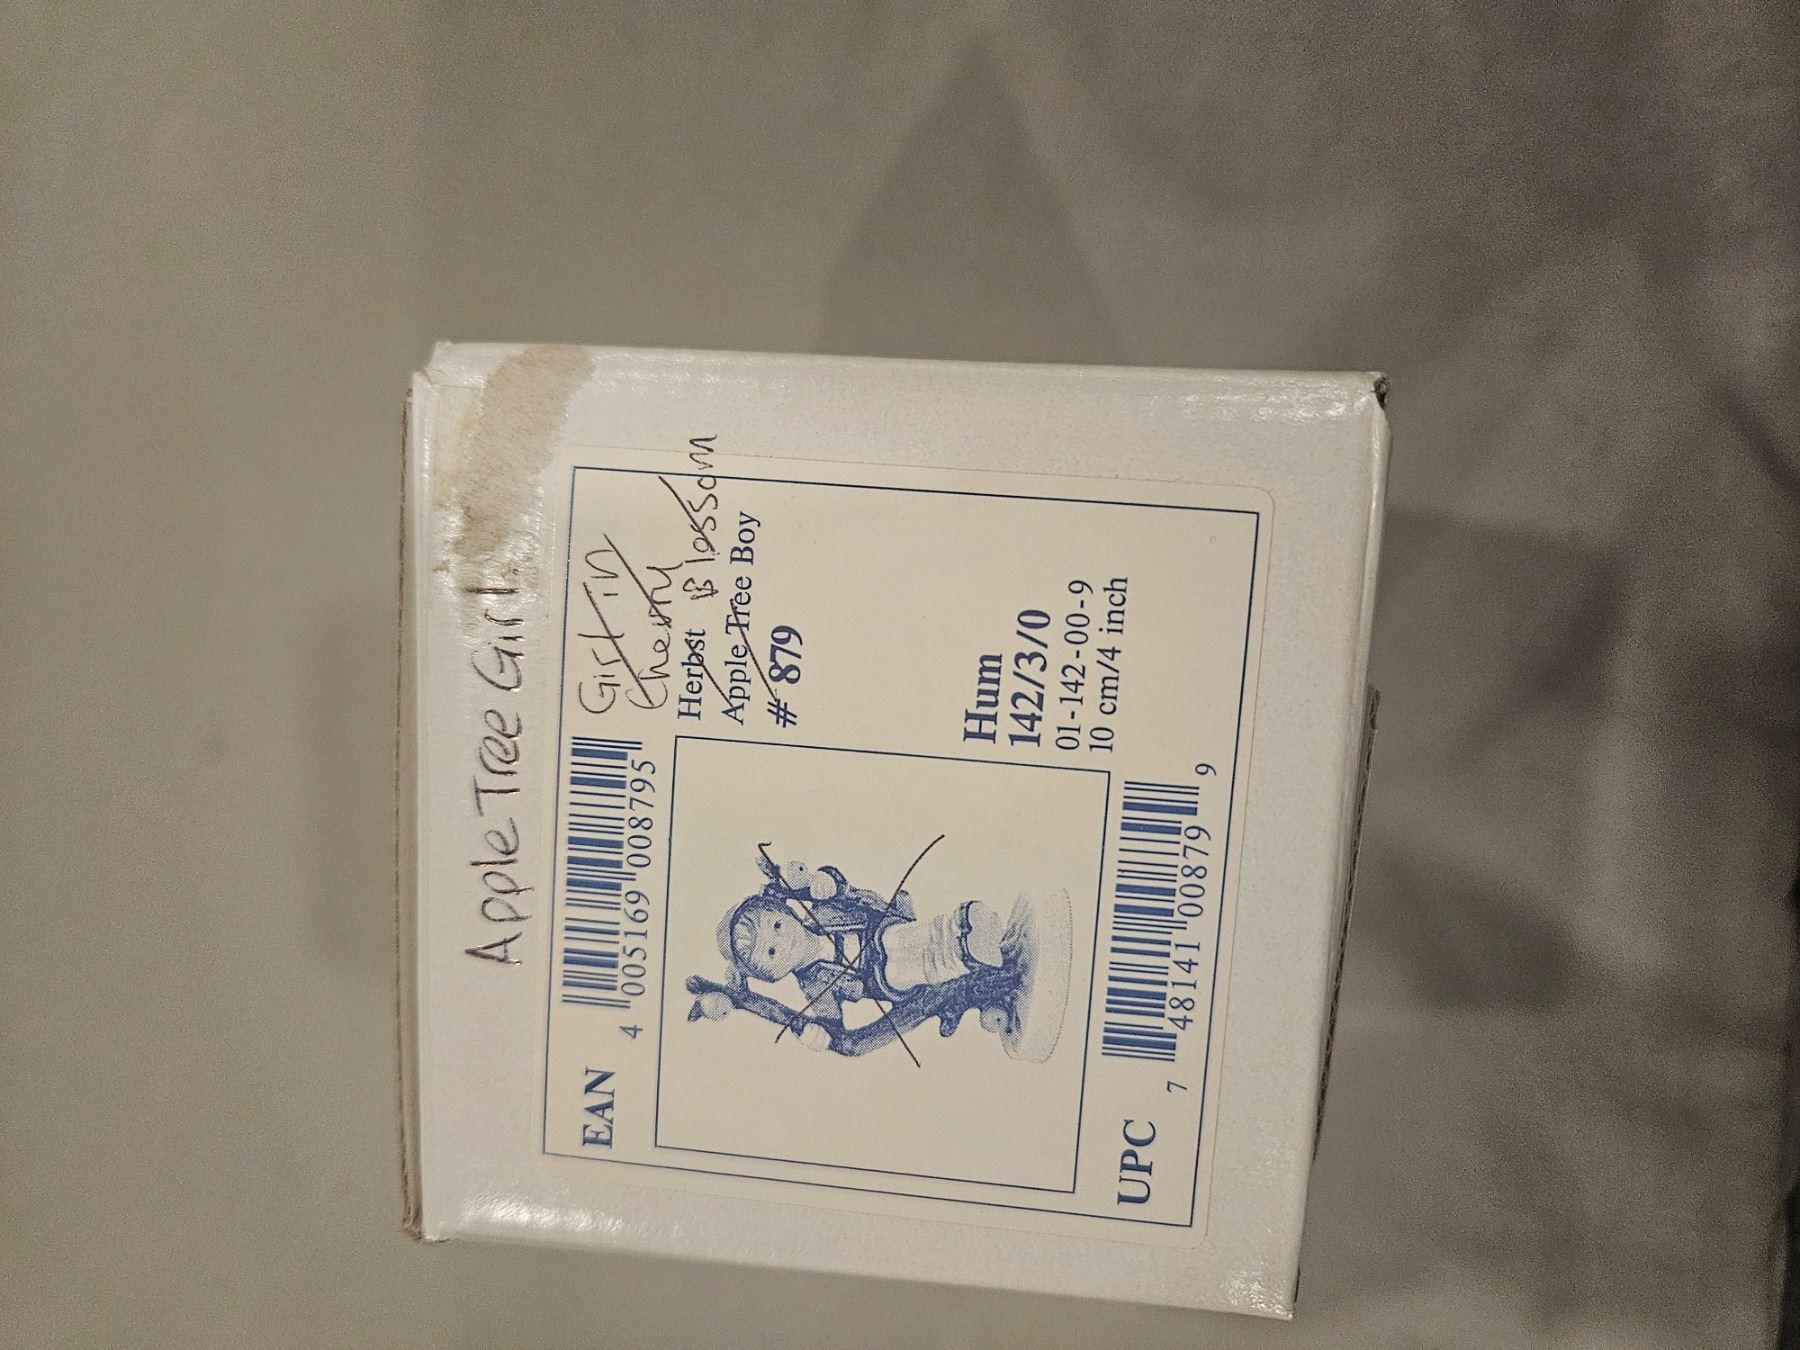 Apple Tree Girl
EAN
4 005169 008795
Girl in
Cherry
Blossom
Herbst
Apple Tree Boy
# 879
Hum
142/3/0
01-142-00-9
10 cm/4 inch
UPC
7 48141 00879 9